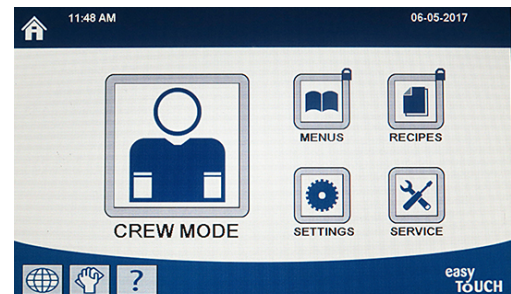 11:48 AM
06-05-2017
MENUS
RECIPES
CREW MODE
SETTINGS
SERVICE
?
easy
TOUCH